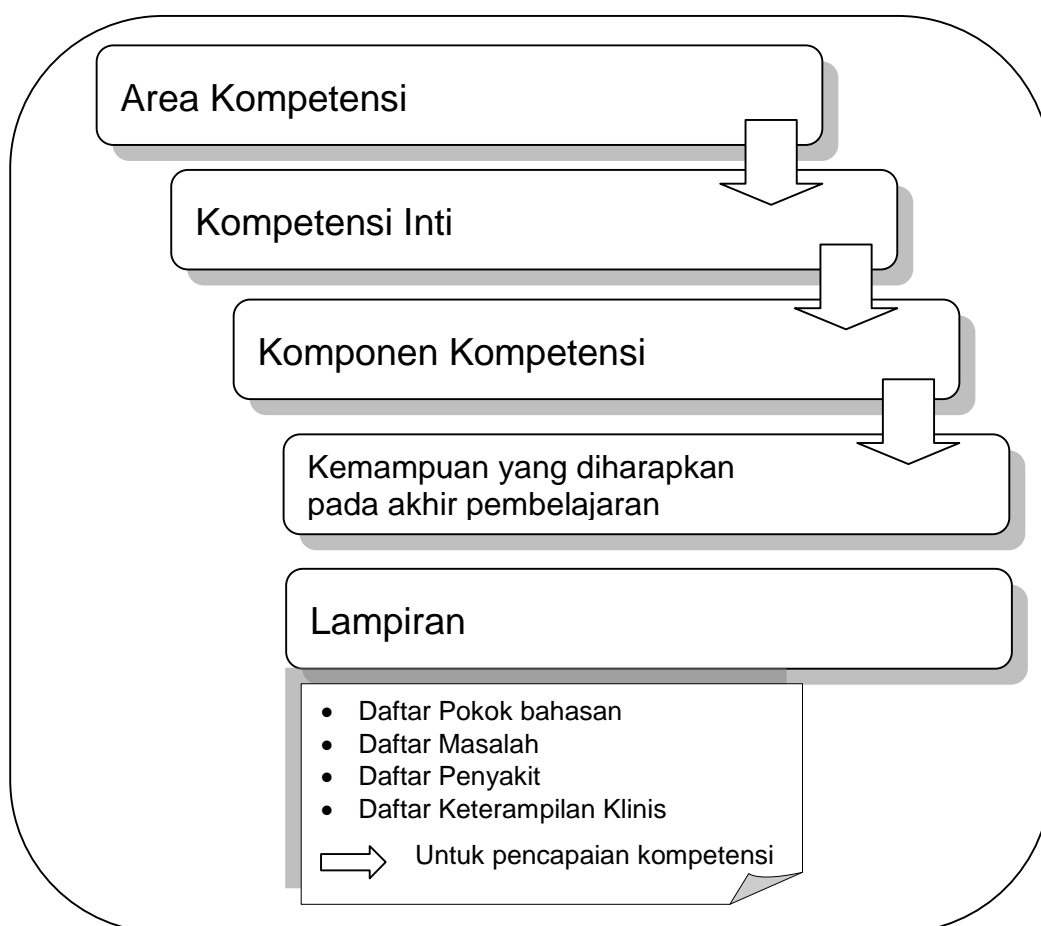 Area Kompetensi
Kompetensi Inti
Komponen Kompetensi
Kemampuan yang diharapkan
pada akhir pembelajaran
Lampiran
• Daftar Pokok bahasan
• Daftar Masalah
• Daftar Penyakit
• Daftar Keterampilan Klinis
Untuk pencapaian kompetensi